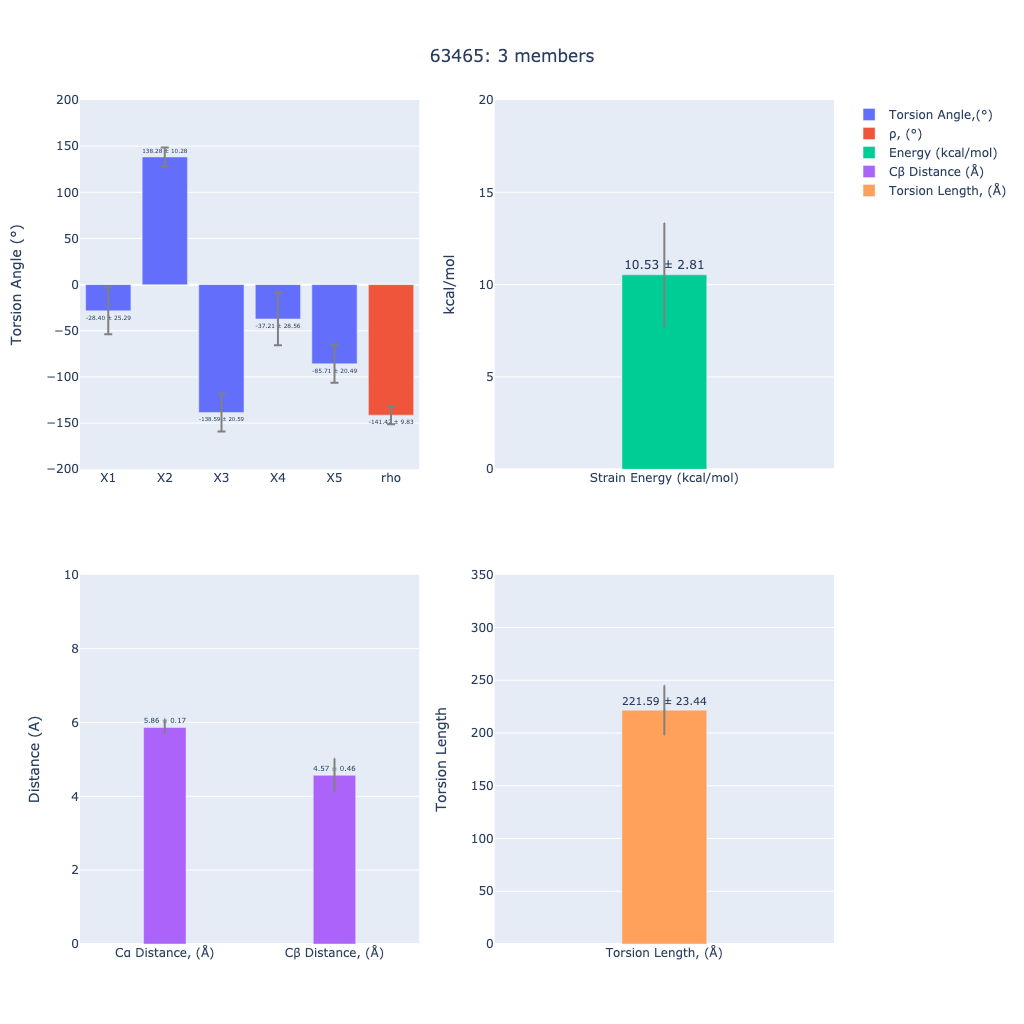 63465: 3 members
Torsion Angle (°)
200
150
100
50
0
−50
−100
−150
−200
138.28 ± 10.28
-28.40 ± 25.29
-37.21 ± 28.56
-85.71 ± 20.49
-138.59 ± 20.59
± 9.83
X1 X2 X3 X4 X5 rho
kcal/mol
20
15
10
5
0
10.53 ± 2.81
Strain Energy (kcal/mol)
Torsion Angle,(°)
ρ, (°)
Energy (kcal/mol)
Cβ Distance (Å)
Torsion Length, (Å)
Distance (A)
10
8
6
4
2
0
5.86 ± 0.17
4.57 ± 0.46
Cα Distance, (Å) Cβ Distance, (Å)
Torsion Length
350
300
250
200
150
100
50
0
221.59 ± 23.44
Torsion Length, (Å)